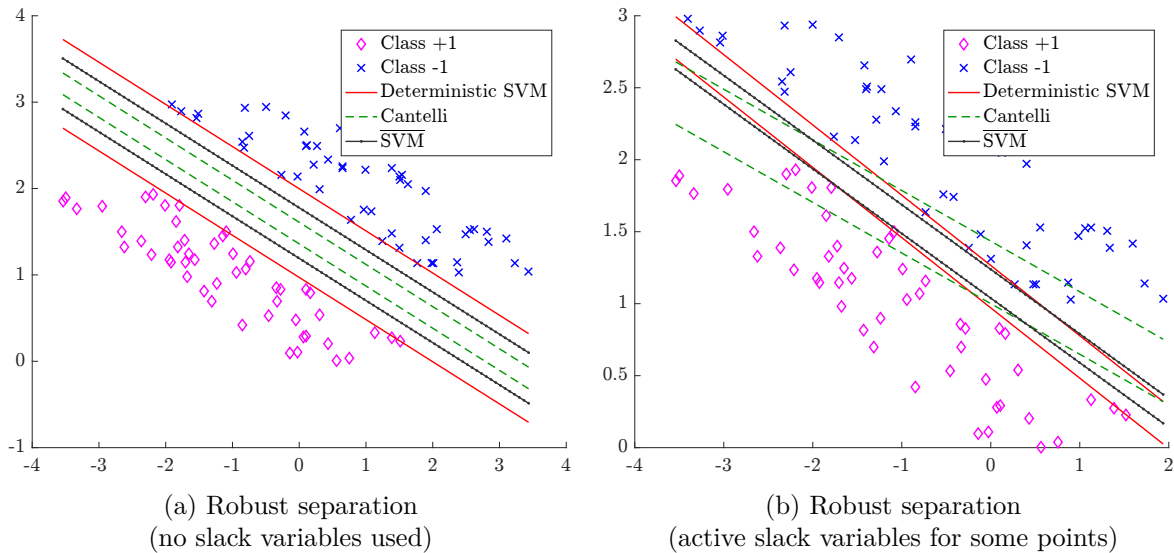 4
3
2
1
0
-1
-4 -3 -2 -1 0 1 2 3 4
Class +1
Class -1
Deterministic SVM
Cantelli
SVM
(a) Robust separation
(no slack variables used)
3
2.5
2
1.5
1
0.5
0
-4 -3 -2 -1 0 1 2
Class +1
Class -1
Deterministic SVM
Cantelli
SVM
(b) Robust separation
(active slack variables for some points)